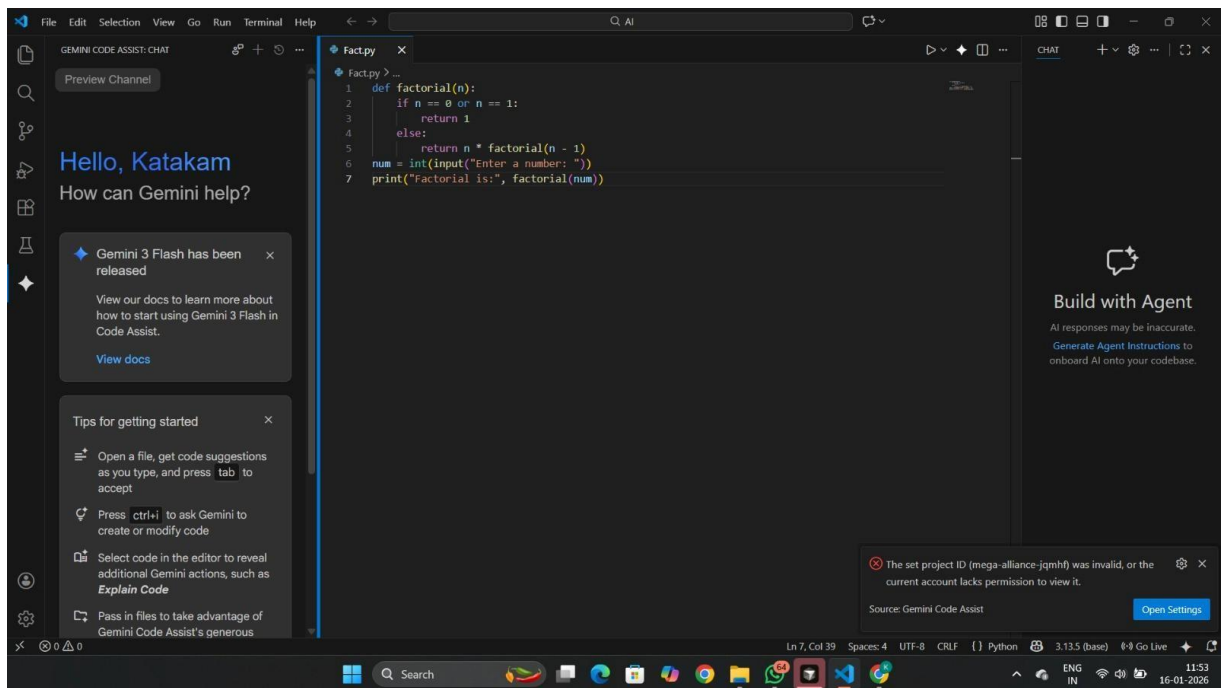 File Edit Selection View Go Run Terminal Help
AI
GEMINI CODE ASSIST: CHAT
Preview Channel
Hello, Katakam
How can Gemini help?
Gemini 3 Flash has been
released
View our docs to learn more about
how to start using Gemini 3 Flash in
Code Assist.
View docs
Tips for getting started
Open a file, get code suggestions
as you type, and press tab to
accept
Press ctrl+i to ask Gemini to
create or modify code
Select code in the editor to reveal
additional Gemini actions, such as
Explain Code
Pass in files to take advantage of
Gemini Code Assist's generous
Fact.py
Fact.py > ...
1 def factorial(n):
2 if n == 0 or n == 1:
3 return 1
4 else:
5 return n * factorial(n - 1)
6 num = int(input("Enter a number: "))
7 print("Factorial is:", factorial(num))
CHAT
Build with Agent
AI responses may be inaccurate.
Generate Agent Instructions to
onboard AI onto your codebase.
The set project ID (mega-alliance-jqmhf) was invalid, or the
current account lacks permission to view it.
Source: Gemini Code Assist
Open Settings
0 0
Ln 7, Col 39 Spaces: 4 UTF-8 CRLF { } Python 3.13.5 (base) Go Live
Search
64
ENG
IN
11:53
16-01-2026